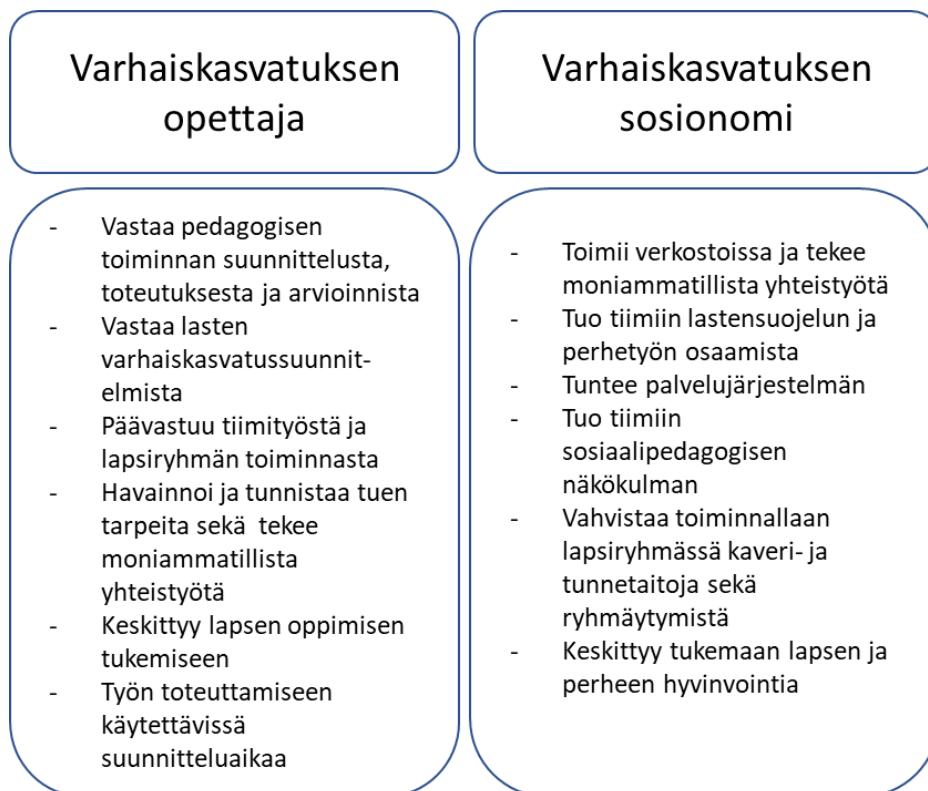 Varhaiskasvatuksen
opettaja
Varhaiskasvatuksen
sosionomi
- Vastaa pedagogisen
toiminnan suunnittelusta,
toteutuksesta ja arvioinnista
- Vastaa lasten
varhaiskasvatussuunnit-
elmista
- Päävastuu tiimityöstä ja
lapsiryhmän toiminnasta
- Havainnoi ja tunnistaa tuen
tarpeita sekä  tekee
moniammatillista
yhteistyötä
- Keskittyy lapsen oppimisen
tukemiseen
- Työn toteuttamiseen
käytettävissä
suunnitteluaikaa
- Toimii verkostoissa ja tekee
moniammatillista yhteistyötä
- Tuo tiimiin lastensuojelun ja
perhetyön osaamista
- Tuntee palvelujärjestelmän
- Tuo tiimiin
sosiaalipedagogisen
näkökulman
- Vahvistaa toiminnallaan
lapsiryhmässä kaveri- ja
tunnetaitoja sekä
ryhmäytymistä
- Keskittyy tukemaan lapsen ja
perheen hyvinvointia